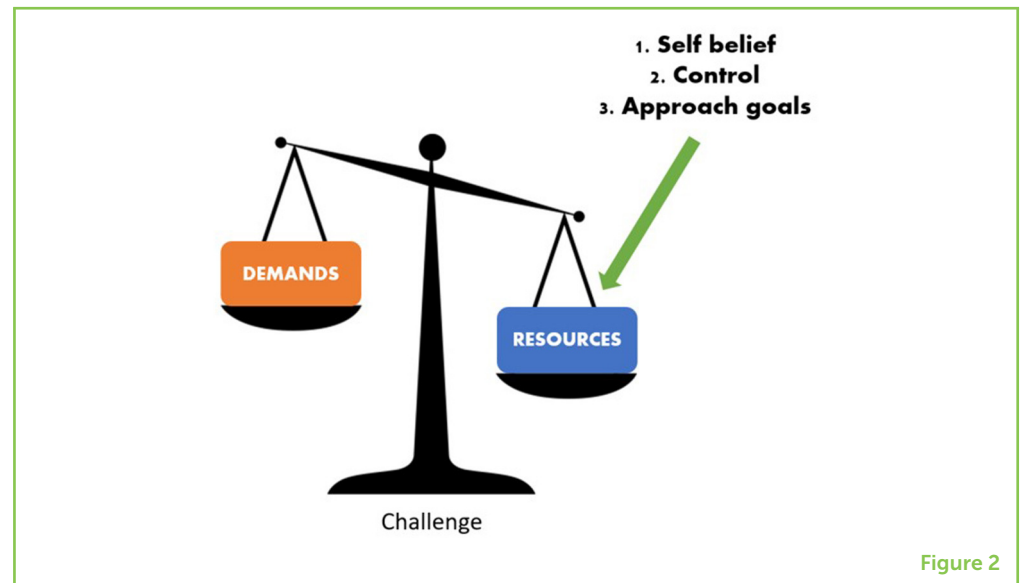 1. Self belief
2. Control
3. Approach goals
DEMANDS
RESOURCES
Challenge
Figure 2